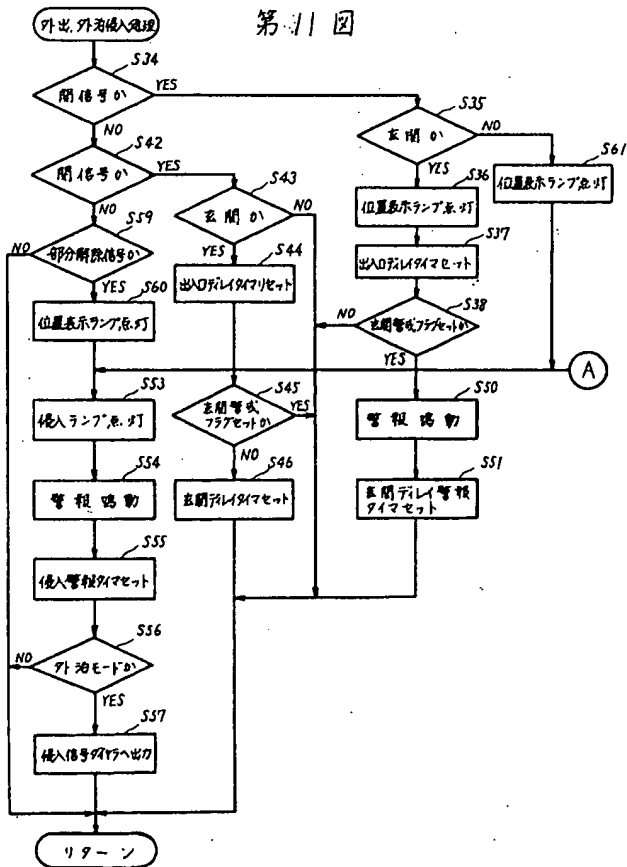 第11図
外出,外泊侵入処理
S34
開信号か
YES
NO
S42
閉信号か
YES
NO
S59
部分解除信号か
NO
YES
S60
位置表示ランプ点灯
S53
侵入ランプ点灯
S54
警報鳴動
S55
侵入警報タイマセット
S56
外泊モードか
NO
YES
S57
侵入信号ダイヤラへ出力
リターン
S43
玄関か
NO
YES
S44
出入口ディレイタイマリセット
S45
玄関警戒
フラグセットか
YES
NO
S46
玄関ディレイタイマセット
S35
玄関か
NO
YES
S61
位置表示ランプ点灯
S36
位置表示ランプ点灯
S37
出入口ディレイタイマセット
S38
玄関警戒フラグセットか
NO
YES
A
S50
警報鳴動
S51
玄関ディレイ警報
タイマセット